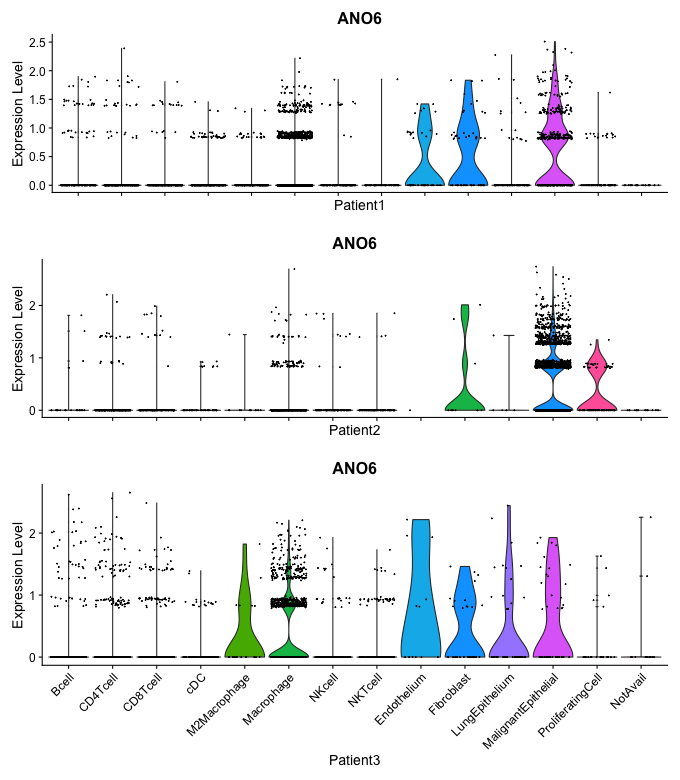 ANO6
Expression Level
2.5
2.0
1.5
1.0
0.5
0.0
Patient1
ANO6
Expression Level
2
1
0
Patient2
ANO6
Expression Level
2
1
0
Bcell
CD4Tcell
CD8Tcell
cDC
M2Macrophage
Macrophage
NKcell
NKTcell
Endothelium
Fibroblast
LungEpithelium
MalignantEpithelial
ProliferatingCell
NotAvail
Patient3